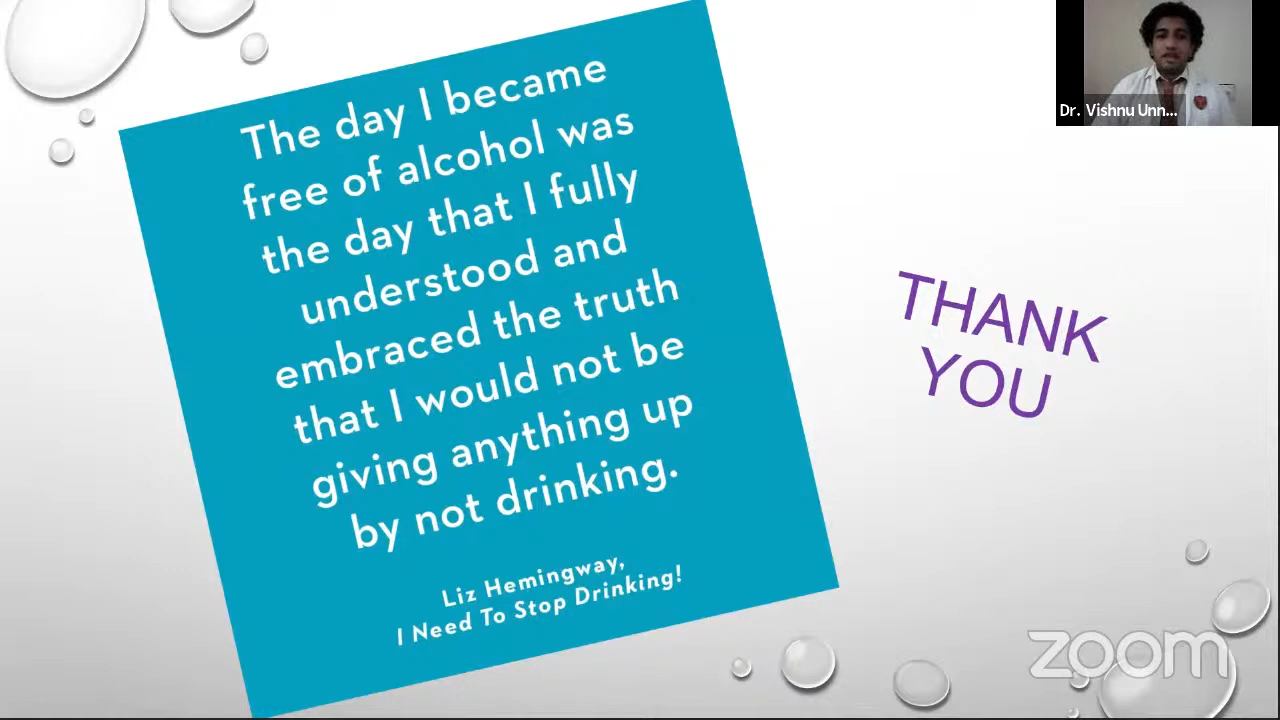 The day I became
free of alcohol was
the day that I fully
understood and
embraced the truth
that I would not be
giving anything up
by not drinking.
Liz Hemingway,
I Need To Stop Drinking!
THANK
YOU
Dr. Vishnu Unn...
zoom